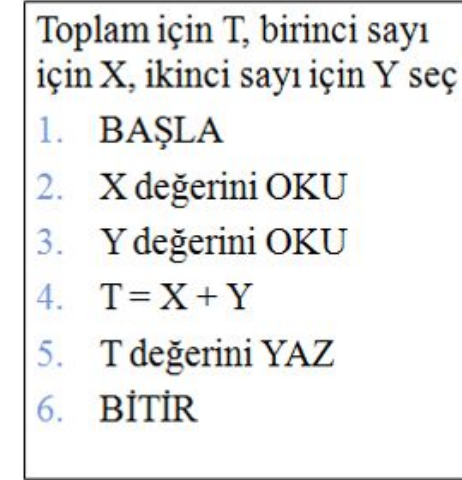 Toplam için T, birinci sayı
için X, ikinci sayı için Y seç
1. BAŞLA
2. X değerini OKU
3. Y değerini OKU
4. T = X + Y
5. T değerini YAZ
6. BİTİR